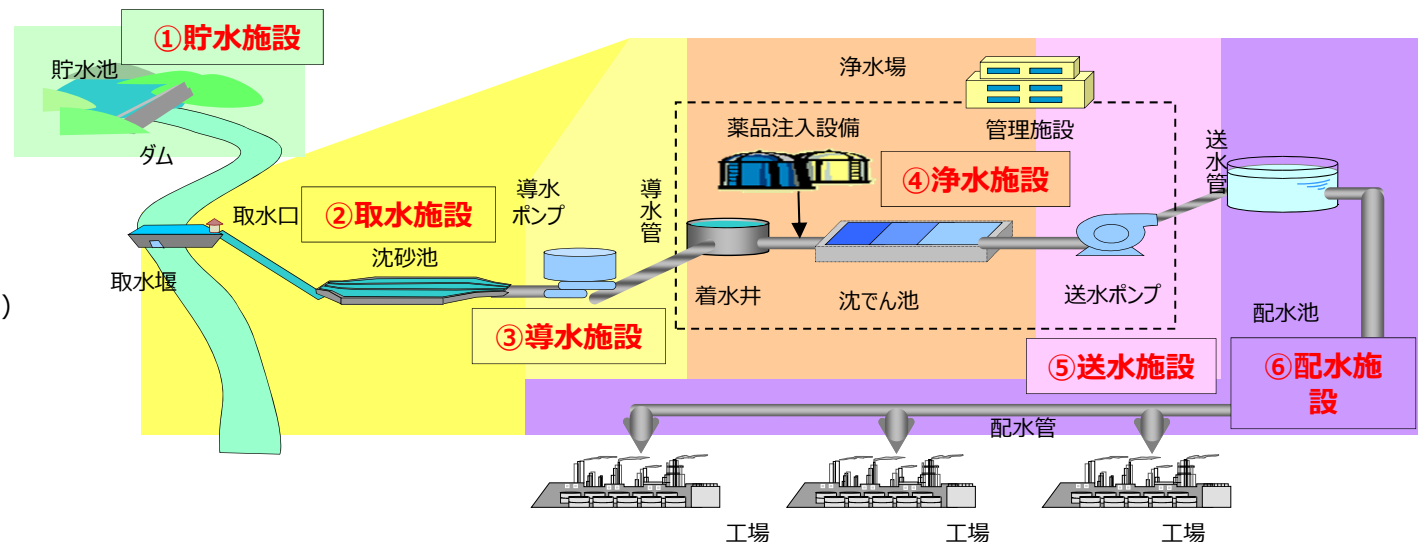 ①貯水施設
貯水池
ダム
取水口
取水堰
)
②取水施設
沈砂池
導水
ポンプ
導水管
③導水施設
浄水場
管理施設
薬品注入設備
④浄水施設
着水井
沈でん池
送水ポンプ
送水管
⑤送水施設
配水池
⑥配水施
設
配水管
工場
工場
工場